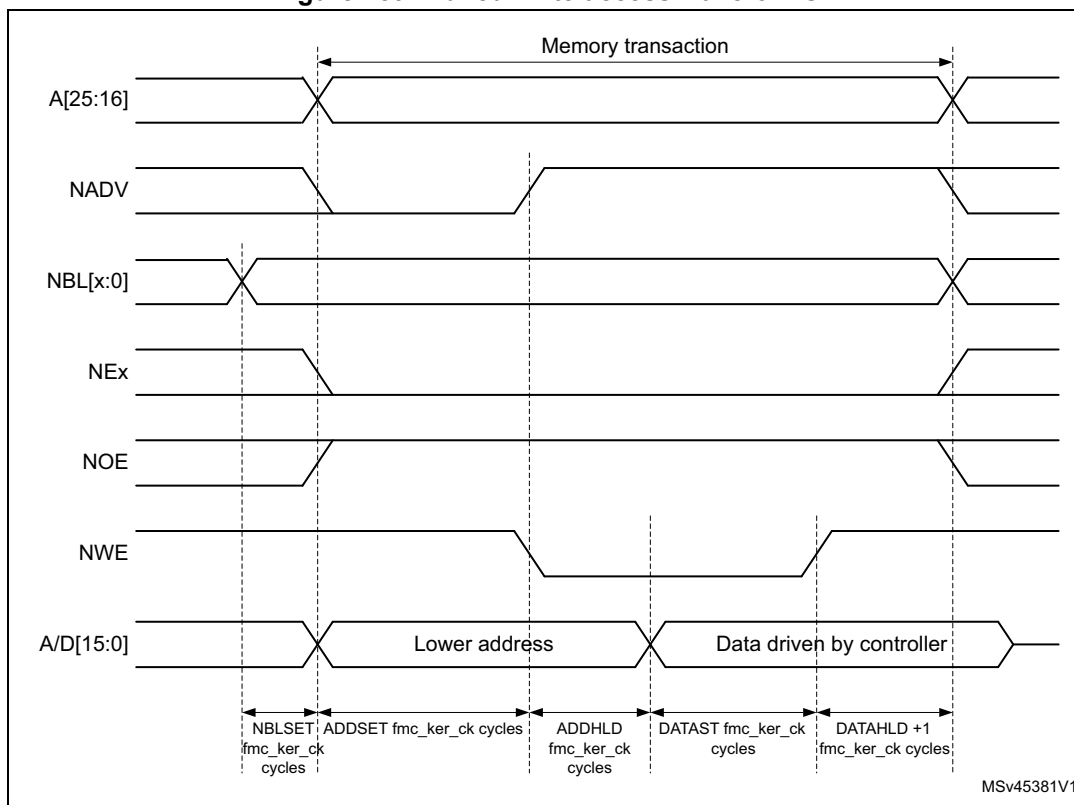 Memory transaction
A[25:16]
NADV
NBL[x:0]
NEx
NOE
NWE
A/D[15:0]
Lower address
Data driven by controller
NBLSET
fmc_ker_ck
cycles
ADDSET fmc_ker_ck cycles
ADDHLD
fmc_ker_ck
cycles
DATAST fmc_ker_ck
cycles
DATAHLD +1
fmc_ker_ck cycles
MSv45381V1